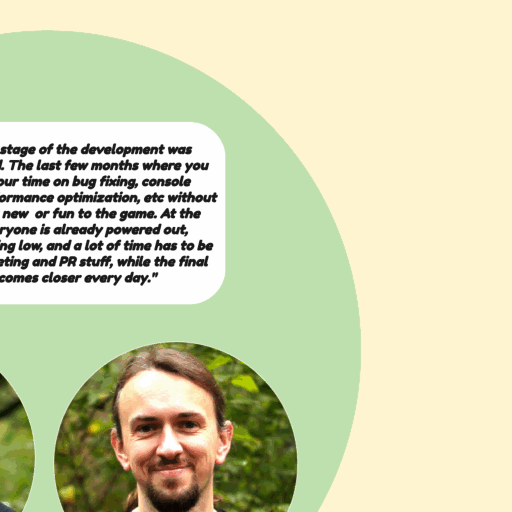 stage of the development was
. The last few months where you
our time on bug fixing, console
ormance optimization, etc without
new or fun to the game. At the
ryone is already powered out,
ng low, and a lot of time has to be
eting and PR stuff, while the final
comes closer every day."